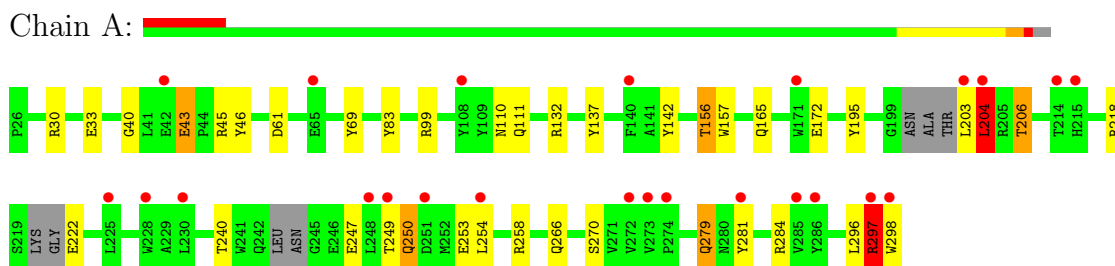 Chain A:
P26 R30 E33 G40 L41 E42 E43 P44 R45 Y46 D61 E65 Y69 Y83 R99 Y108 Y109 N110 Q111 R132 Y137 F140 A141 Y142 T156 W157 Q165 W171 E172 Y195 G199 ASN ALA THR L203 L204 R205 T206 T214 H215
S219 LYS GLY E222 L225 W228 A229 L230 T240 W241 Q242 LEU ASN G245 E246 E247 L248 T249 Q250 D251 M252 E253 L254 R258 Q266 S270 V271 V272 V273 P274 Q279 N280 Y281 R284 V285 Y286 L296 R297 W298